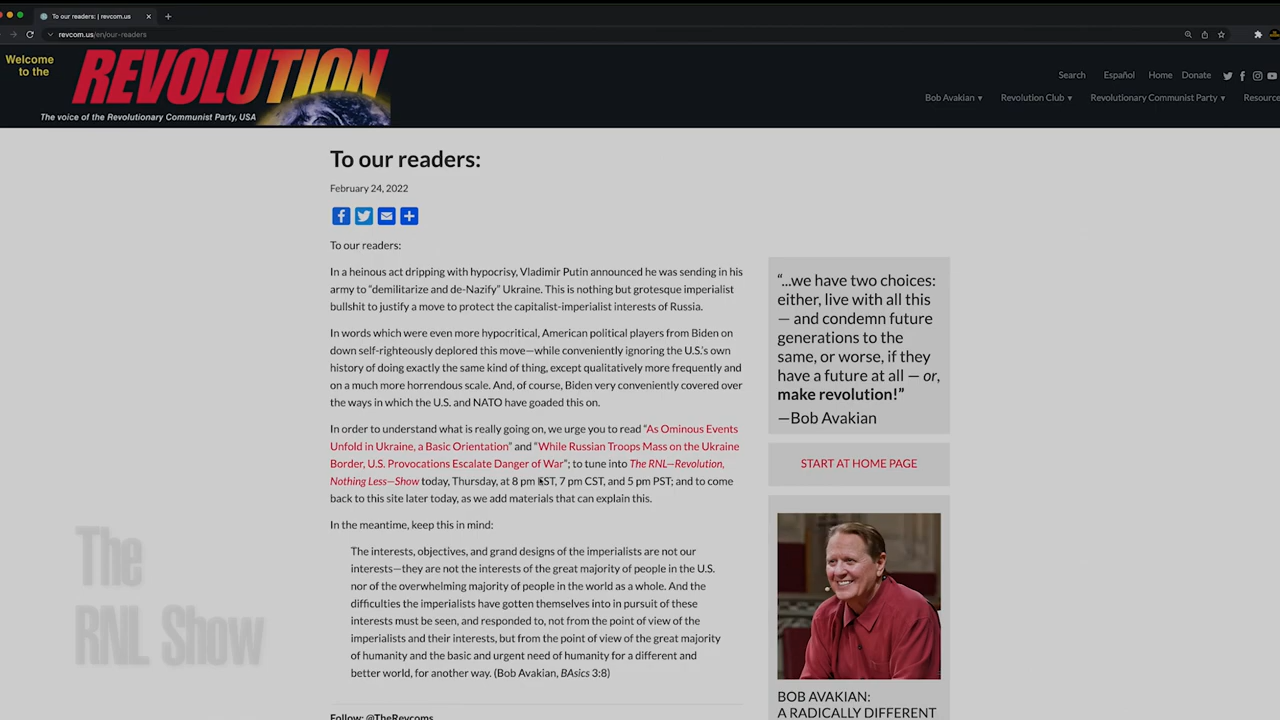 To our readers: | revcom.us
revcom.us/en/our-readers
Welcome
to the
REVOLUTION
The voice of the Revolutionary Communist Party, USA
Search Español Home Donate
Bob Avakian Revolution Club Revolutionary Communist Party Resource
To our readers:
February 24, 2022
To our readers:
In a heinous act dripping with hypocrisy, Vladimir Putin announced he was sending in his
army to “demilitarize and de-Nazify” Ukraine. This is nothing but grotesque imperialist
bullshit to justify a move to protect the capitalist-imperialist interests of Russia.
In words which were even more hypocritical, American political players from Biden on
down self-righteously deplored this move—while conveniently ignoring the U.S.’s own
history of doing exactly the same kind of thing, except qualitatively more frequently and
on a much more horrendous scale. And, of course, Biden very conveniently covered over
the ways in which the U.S. and NATO have goaded this on.
In order to understand what is really going on, we urge you to read “As Ominous Events
Unfold in Ukraine, a Basic Orientation” and “While Russian Troops Mass on the Ukraine
Border, U.S. Provocations Escalate Danger of War”; to tune into The RNL—Revolution,
Nothing Less—Show today, Thursday, at 8 pm EST, 7 pm CST, and 5 pm PST; and to come
back to this site later today, as we add materials that can explain this.
In the meantime, keep this in mind:
The interests, objectives, and grand designs of the imperialists are not our
interests—they are not the interests of the great majority of people in the U.S.
nor of the overwhelming majority of people in the world as a whole. And the
difficulties the imperialists have gotten themselves into in pursuit of these
interests must be seen, and responded to, not from the point of view of the
imperialists and their interests, but from the point of view of the great majority
of humanity and the basic and urgent need of humanity for a different and
better world, for another way. (Bob Avakian, BAsics 3:8)
Follow: @TheRevcoms
“...we have two choices:
either, live with all this
— and condemn future
generations to the
same, or worse, if they
have a future at all — or,
make revolution!”
—Bob Avakian
START AT HOME PAGE
BOB AVAKIAN:
A RADICALLY DIFFERENT
The
RNL Show